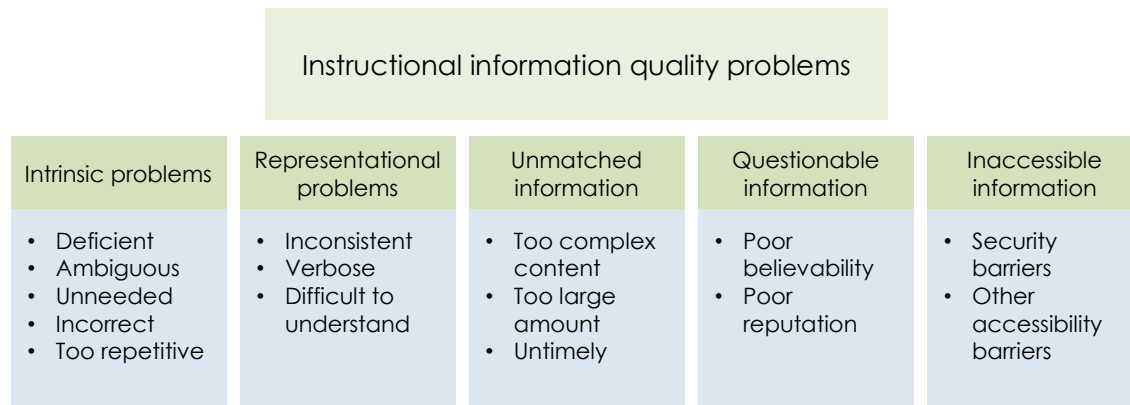 Instructional information quality problems
Intrinsic problems
• Deficient
• Ambiguous
• Unneeded
• Incorrect
• Too repetitive
Representational
problems
• Inconsistent
• Verbose
• Difficult to
understand
Unmatched
information
• Too complex
content
• Too large
amount
• Untimely
Questionable
information
• Poor
believability
• Poor
reputation
Inaccessible
information
• Security
barriers
• Other
accessibility
barriers